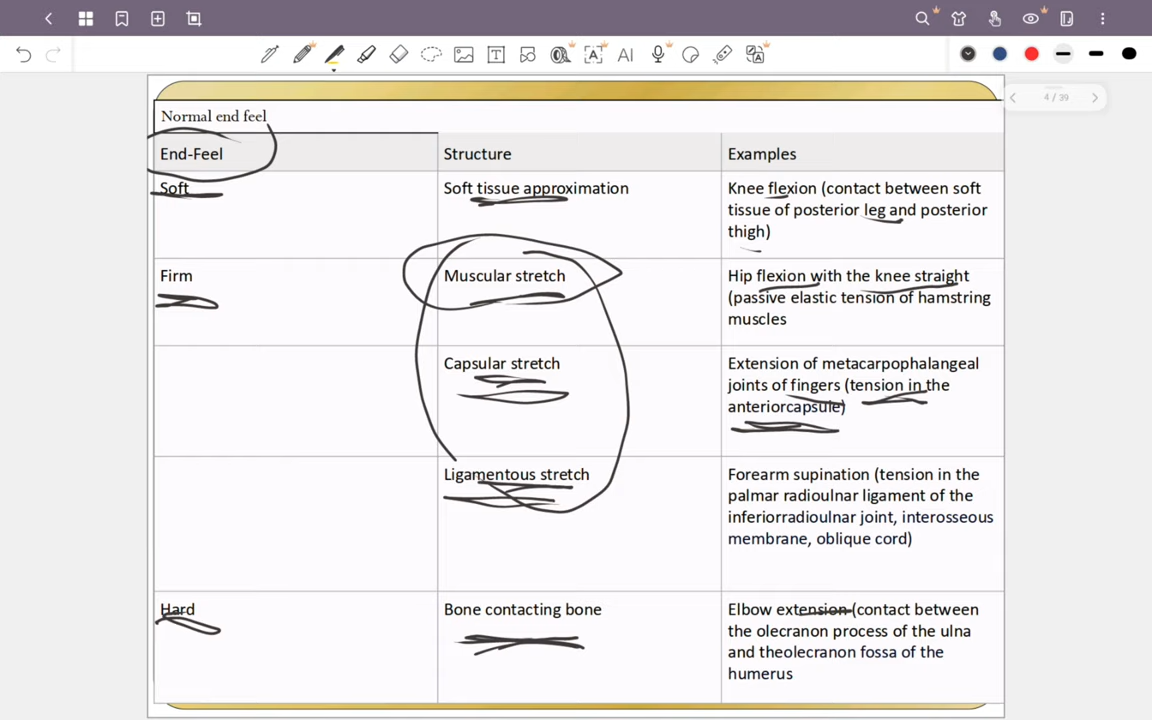 4/39
Normal end feel
End-Feel
Structure
Examples
Soft
Soft tissue approximation
Knee flexion (contact between soft
tissue of posterior leg and posterior
thigh)
Firm
Muscular stretch
Hip flexion with the knee straight
(passive elastic tension of hamstring
muscles
Capsular stretch
Extension of metacarpophalangeal
joints of fingers (tension in the
anteriorcapsule)
Ligamentous stretch
Forearm supination (tension in the
palmar radioulnar ligament of the
inferiorradioulnar joint, interosseous
membrane, oblique cord)
Hard
Bone contacting bone
Elbow extension (contact between
the olecranon process of the ulna
and theolecranon fossa of the
humerus